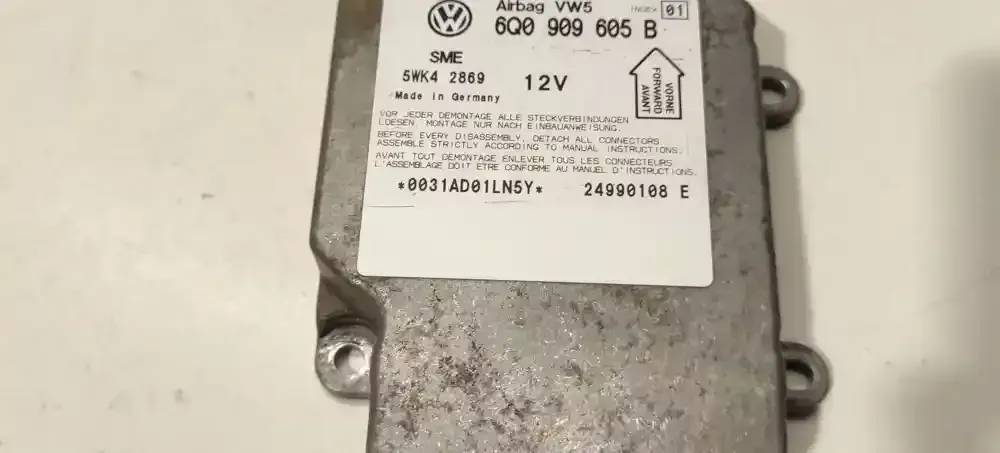 Airbag VW5 INDEX 01
6Q0 909 605 B
SME
5WK4 2869 12V
Made in Germany
VORNE
FORWARD
AVANT
VOR JEDER DEMONTAGE ALLE STECKVERBINDUNGEN
LOESEN. MONTAGE NUR NACH EINBAUANWEISUNG.
BEFORE EVERY DISASSEMBLY, DETACH ALL CONNECTORS
ASSEMBLE STRICTLY ACCORDING TO MANUAL INSTRUCTIONS.
AVANT TOUT DEMONTAGE ENLEVER TOUS LES CONNECTEURS
L'ASSEMBLAGE DOIT ETRE CONFORME AU MANUEL D'INSTRUCTIONS.
*0031AD01LN5Y* 24990108 E